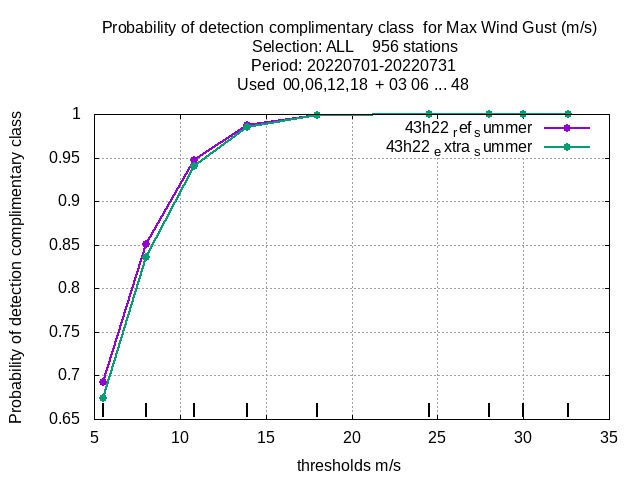 Probability of detection complimentary class  for Max Wind Gust (m/s)
Selection: ALL    956 stations
Period: 20220701-20220731
Used  00,06,12,18  + 03 06 ... 48
Probability of detection complimentary class
1
0.95
0.9
0.85
0.8
0.75
0.7
0.65
43h22 ref summer
43h22 extra summer
5 10 15 20 25 30 35
thresholds m/s